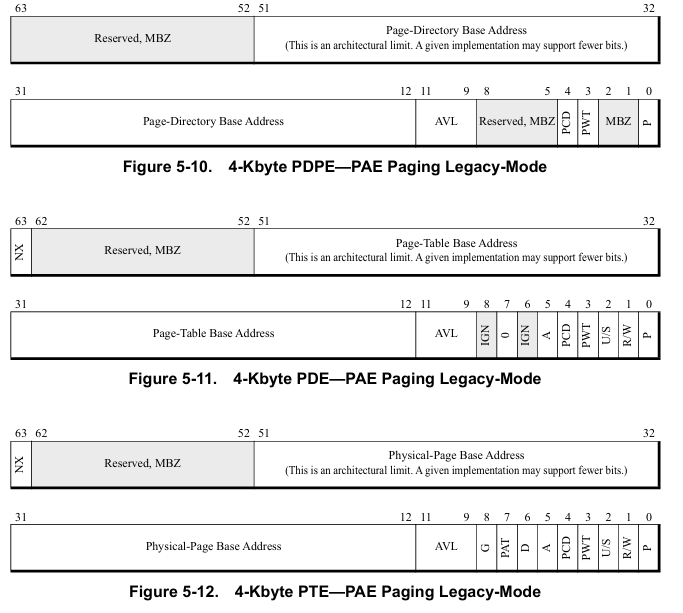 63 52 51 32
Reserved, MBZ Page-Directory Base Address
(This is an architectural limit. A given implementation may support fewer bits.)
31 12 11 9 8 5 4 3 2 1 0
Page-Directory Base Address AVL Reserved, MBZ PCD PWT MBZ P
Figure 5-10. 4-Kbyte PDPE—PAE Paging Legacy-Mode
63 62 52 51 32
NX Reserved, MBZ Page-Table Base Address
(This is an architectural limit. A given implementation may support fewer bits.)
31 12 11 9 8 7 6 5 4 3 2 1 0
Page-Table Base Address AVL IGN 0 IGN A PCD PWT U/S R/W P
Figure 5-11. 4-Kbyte PDE—PAE Paging Legacy-Mode
63 62 52 51 32
NX Reserved, MBZ Physical-Page Base Address
(This is an architectural limit. A given implementation may support fewer bits.)
31 12 11 9 8 7 6 5 4 3 2 1 0
Physical-Page Base Address AVL G PAT D A PCD PWT U/S R/W P
Figure 5-12. 4-Kbyte PTE—PAE Paging Legacy-Mode